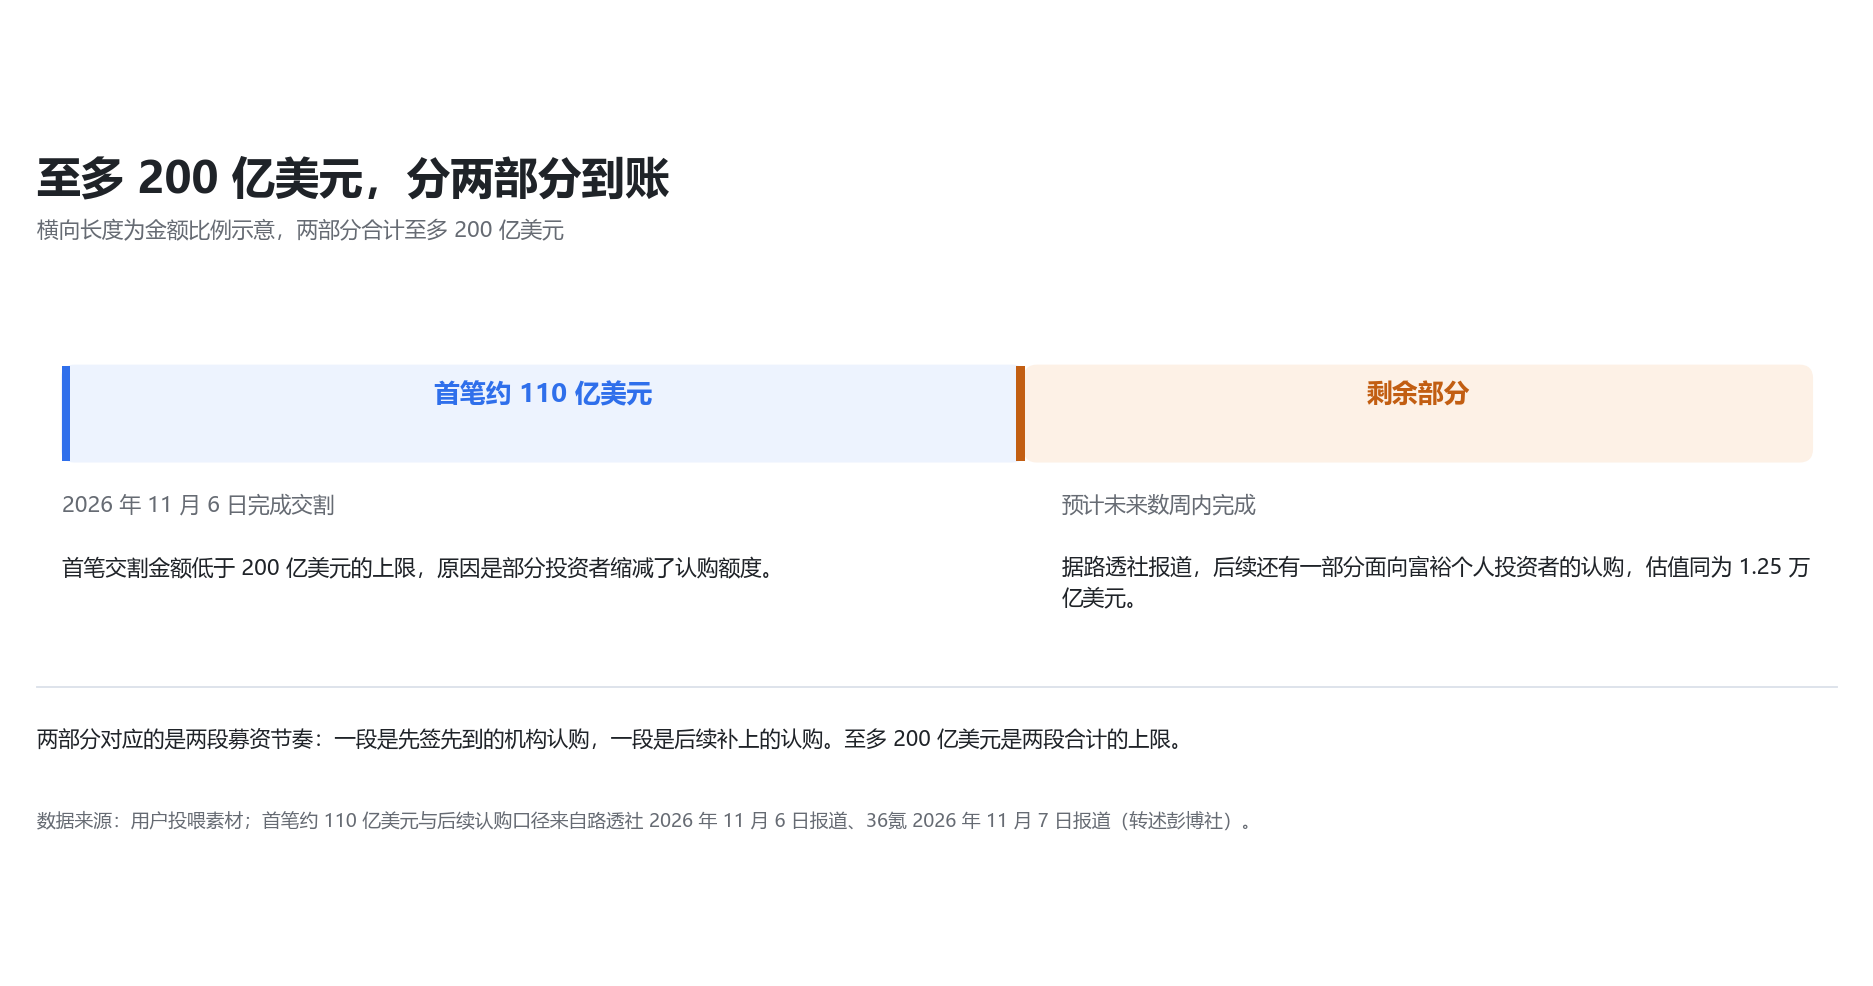 至多 200 亿美元，分两部分到账
横向长度为金额比例示意，两部分合计至多 200 亿美元
首笔约 110 亿美元
剩余部分
2026 年 11 月 6 日完成交割
首笔交割金额低于 200 亿美元的上限，原因是部分投资者缩减了认购额度。
预计未来数周内完成
据路透社报道，后续还有一部分面向富裕个人投资者的认购，估值同为 1.25 万
亿美元。
两部分对应的是两段募资节奏：一段是先签先到的机构认购，一段是后续补上的认购。至多 200 亿美元是两段合计的上限。
数据来源：用户投喂素材；首笔约 110 亿美元与后续认购口径来自路透社 2026 年 11 月 6 日报道、36氪 2026 年 11 月 7 日报道（转述彭博社）。